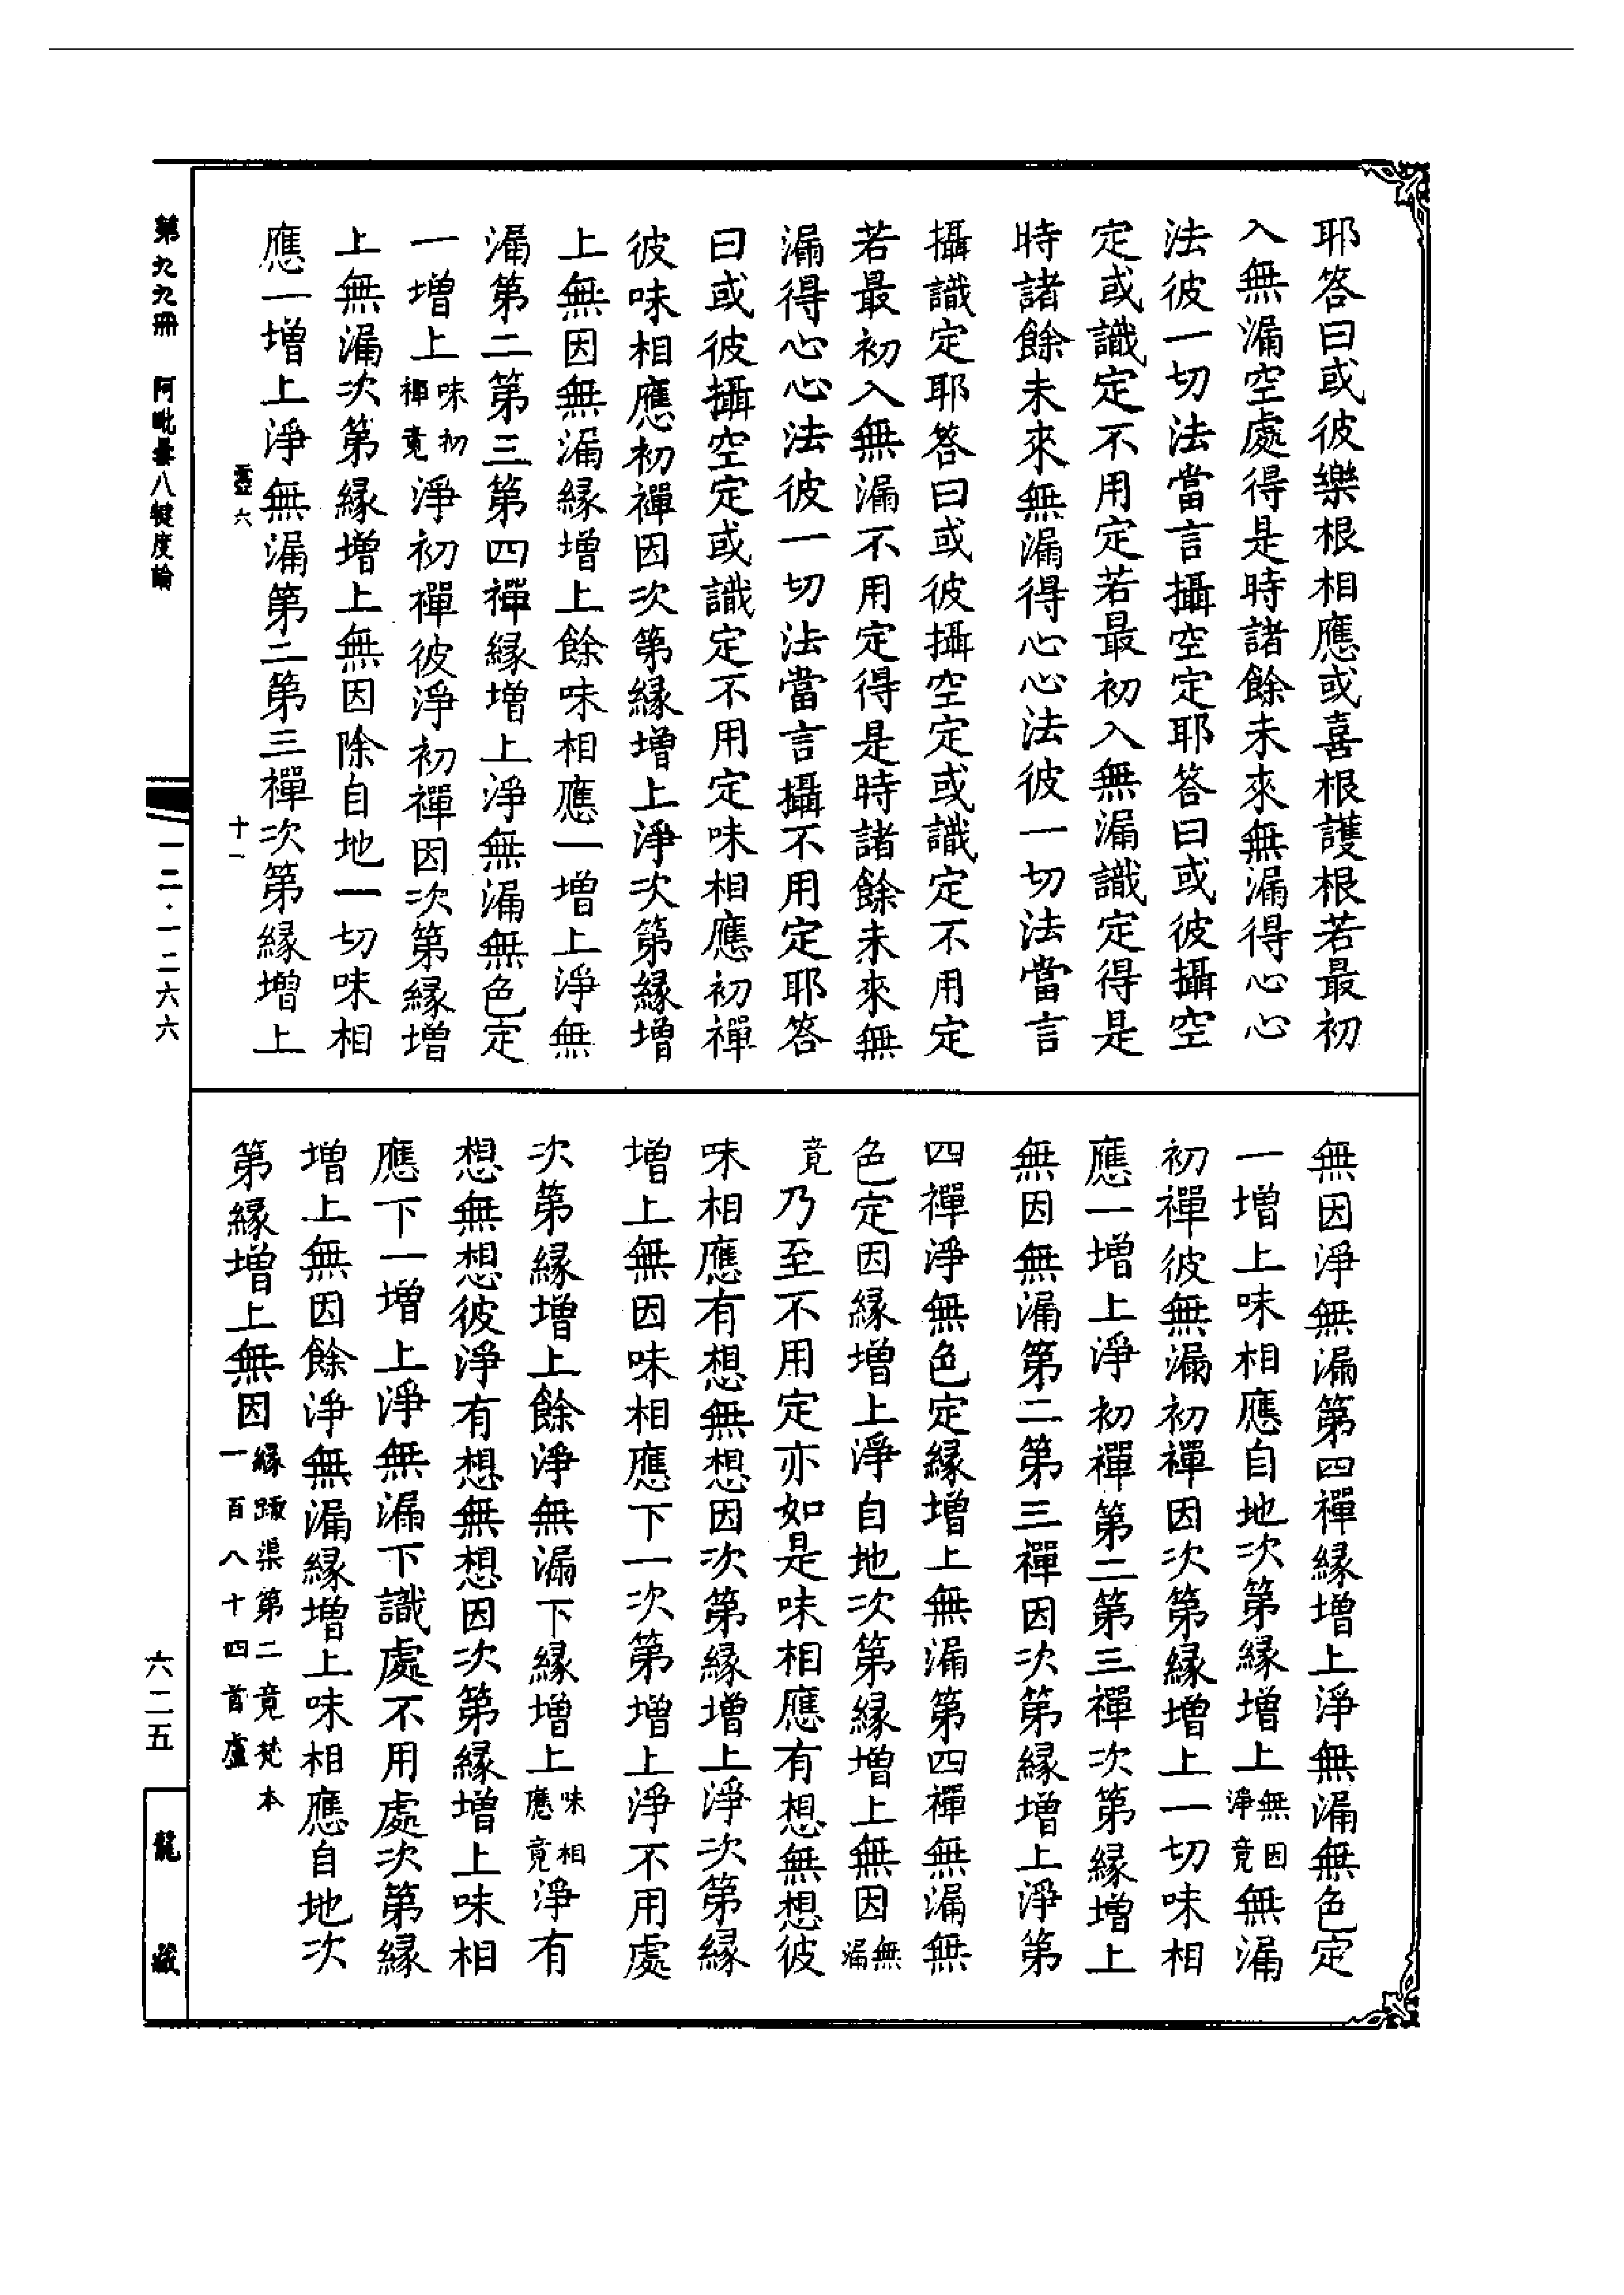 耶答曰或彼樂根相應或喜根護根若最初
入無漏空處得是時諸餘未來無漏得心心
法彼一切法當言攝空定耶答曰或彼攝空
定或識定不用定若最初入無漏識定得是
時諸餘未來無漏得心心法彼一切法當言
攝識定耶答曰或彼攝空定或識定不用定
若最初入無漏不用定得是時諸餘未來無
漏得心心法彼一切法當言攝不用定耶答
曰或彼攝空定或識定不用定味相應初禪
彼味相應初禪因次第緣增上淨次第緣增
上無因無漏緣增上餘味相應一增上淨無
漏第二第三第四禪緣增上淨無漏無色定
一增上味初禪竟淨初禪彼淨初禪因次第緣增
上無漏次第緣增上無因除自地一切味相
應一增上淨無漏第二第三禪次第緣增上
六
十一
無因淨無漏第四禪緣增上淨無漏無色定
一增上味相應自地次第緣增上無因淨竟無漏
初禪彼無漏初禪因次第緣增上一切味相
應一增上淨初禪第二第三禪次第緣增上
無因無漏第二第三禪因次第緣增上淨第
四禪淨無色定緣增上無漏第四禪無漏無
色定因緣增上淨自地次第緣增上無因無漏
竟乃至不用定亦如是味相應有想無想彼
味相應有想無想因次第緣增上淨次第緣
增上無因味相應下一次第增上淨不用處
次第緣增上餘淨無漏下緣增上味相應竟淨有
想無想彼淨有想無想因次第緣增上味相
應下一增上淨無漏下識處不用處次第緣
增上無因餘淨無漏緣增上味相應自地次
第緣增上無因緣跋渠第二竟梵本一百八十四首盧
第九九冊 阿毗曇八犍度論
一二·一二六六
六二五
龍藏